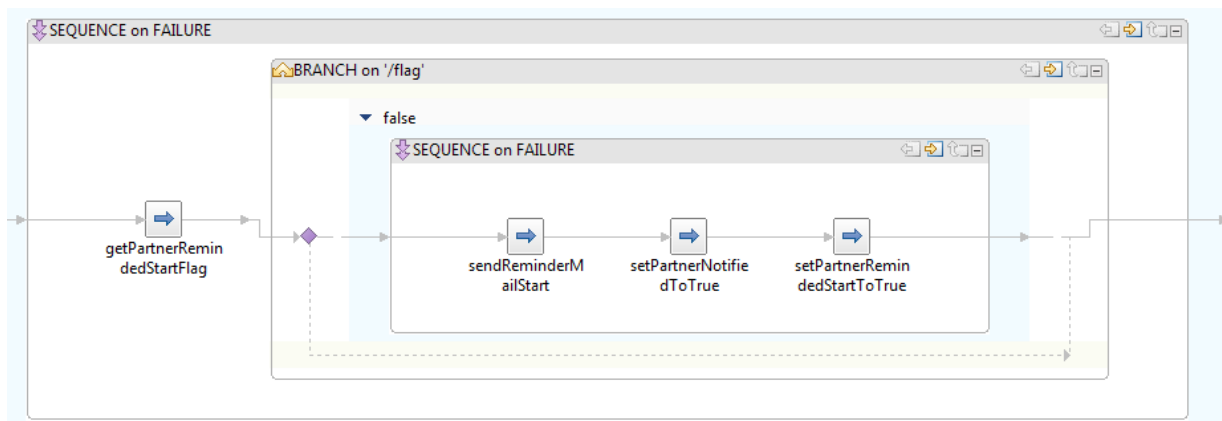 SEQUENCE on FAILURE
BRANCH on '/flag'
false
SEQUENCE on FAILURE
getPartnerRemin
dedStartFlag
sendReminderM
ailStart
setPartnerNotifie
dToTrue
setPartnerRemin
dedStartToTrue